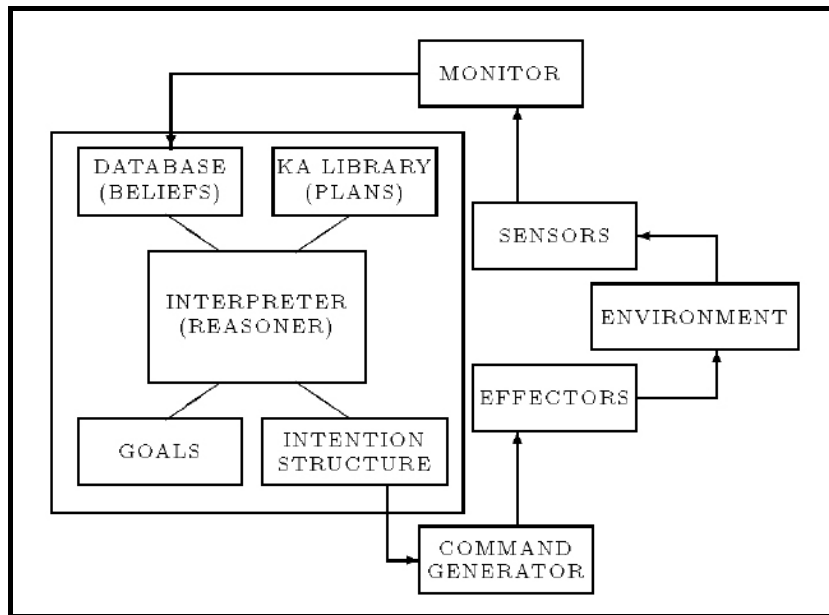 MONITOR
DATABASE
(BELIEFS)
KA LIBRARY
(PLANS)
SENSORS
INTERPRETER
(REASONER)
ENVIRONMENT
EFFECTORS
GOALS
INTENTION
STRUCTURE
COMMAND
GENERATOR